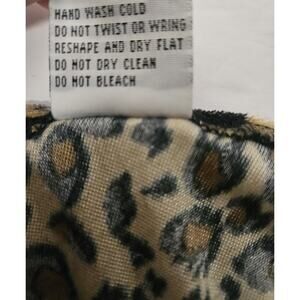 HAND WASH COLD
DO NOT TWIST OR WRING
RESHAPE AND DRY FLAT
DO NOT DRY CLEAN
DO NOT BLEACH